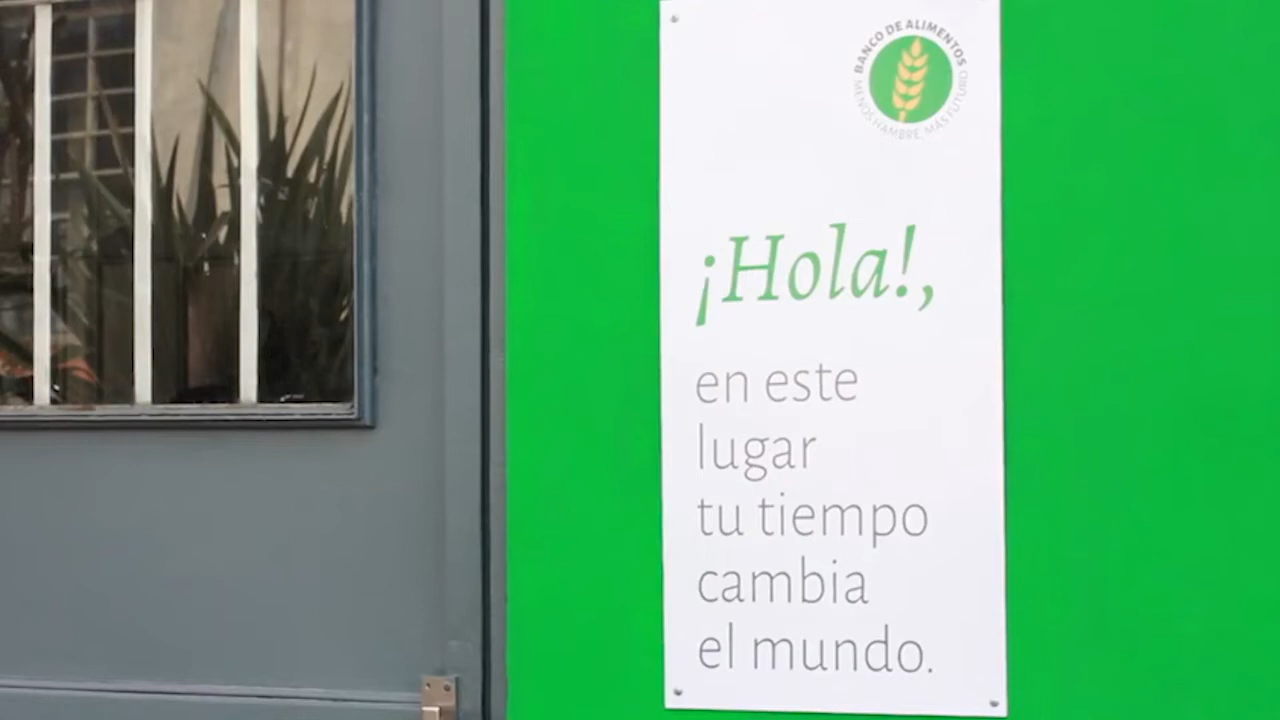 BANCO DE ALIMENTOS
MENOS HAMBRE, MÁS FUTURO
¡Hola!,
en este
lugar
tu tiempo
cambia
el mundo.